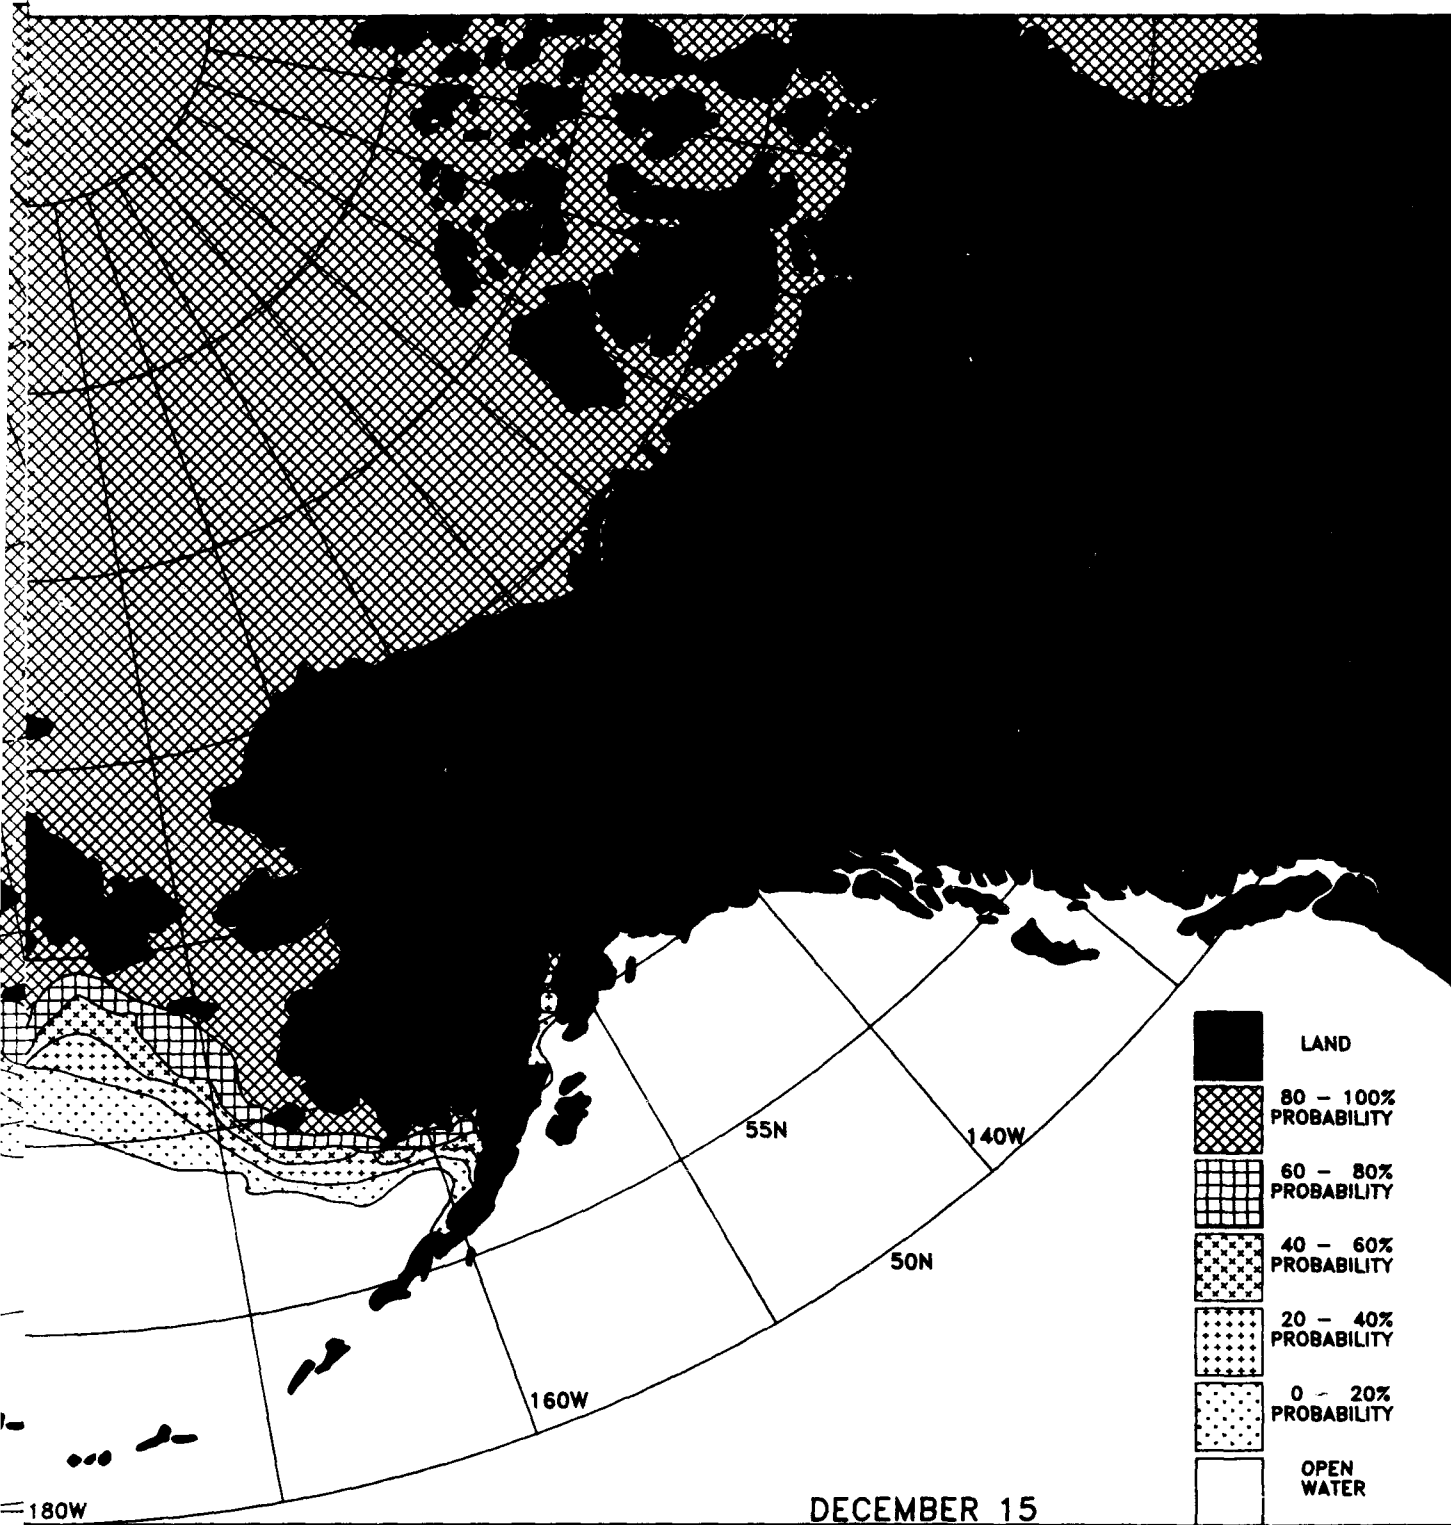 LAND
80 - 100%
PROBABILITY
60 - 80%
PROBABILITY
40 - 60%
PROBABILITY
20 - 40%
PROBABILITY
0 - 20%
PROBABILITY
OPEN
WATER
55N
140W
50N
160W
180W
DECEMBER 15